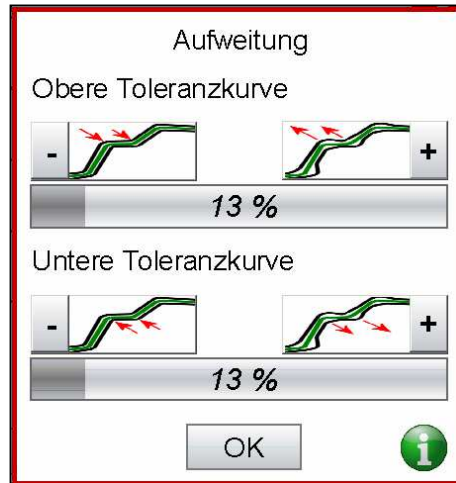 Aufweitung
Obere Toleranzkurve
- +
13 %
Untere Toleranzkurve
- +
13 %
OK
i